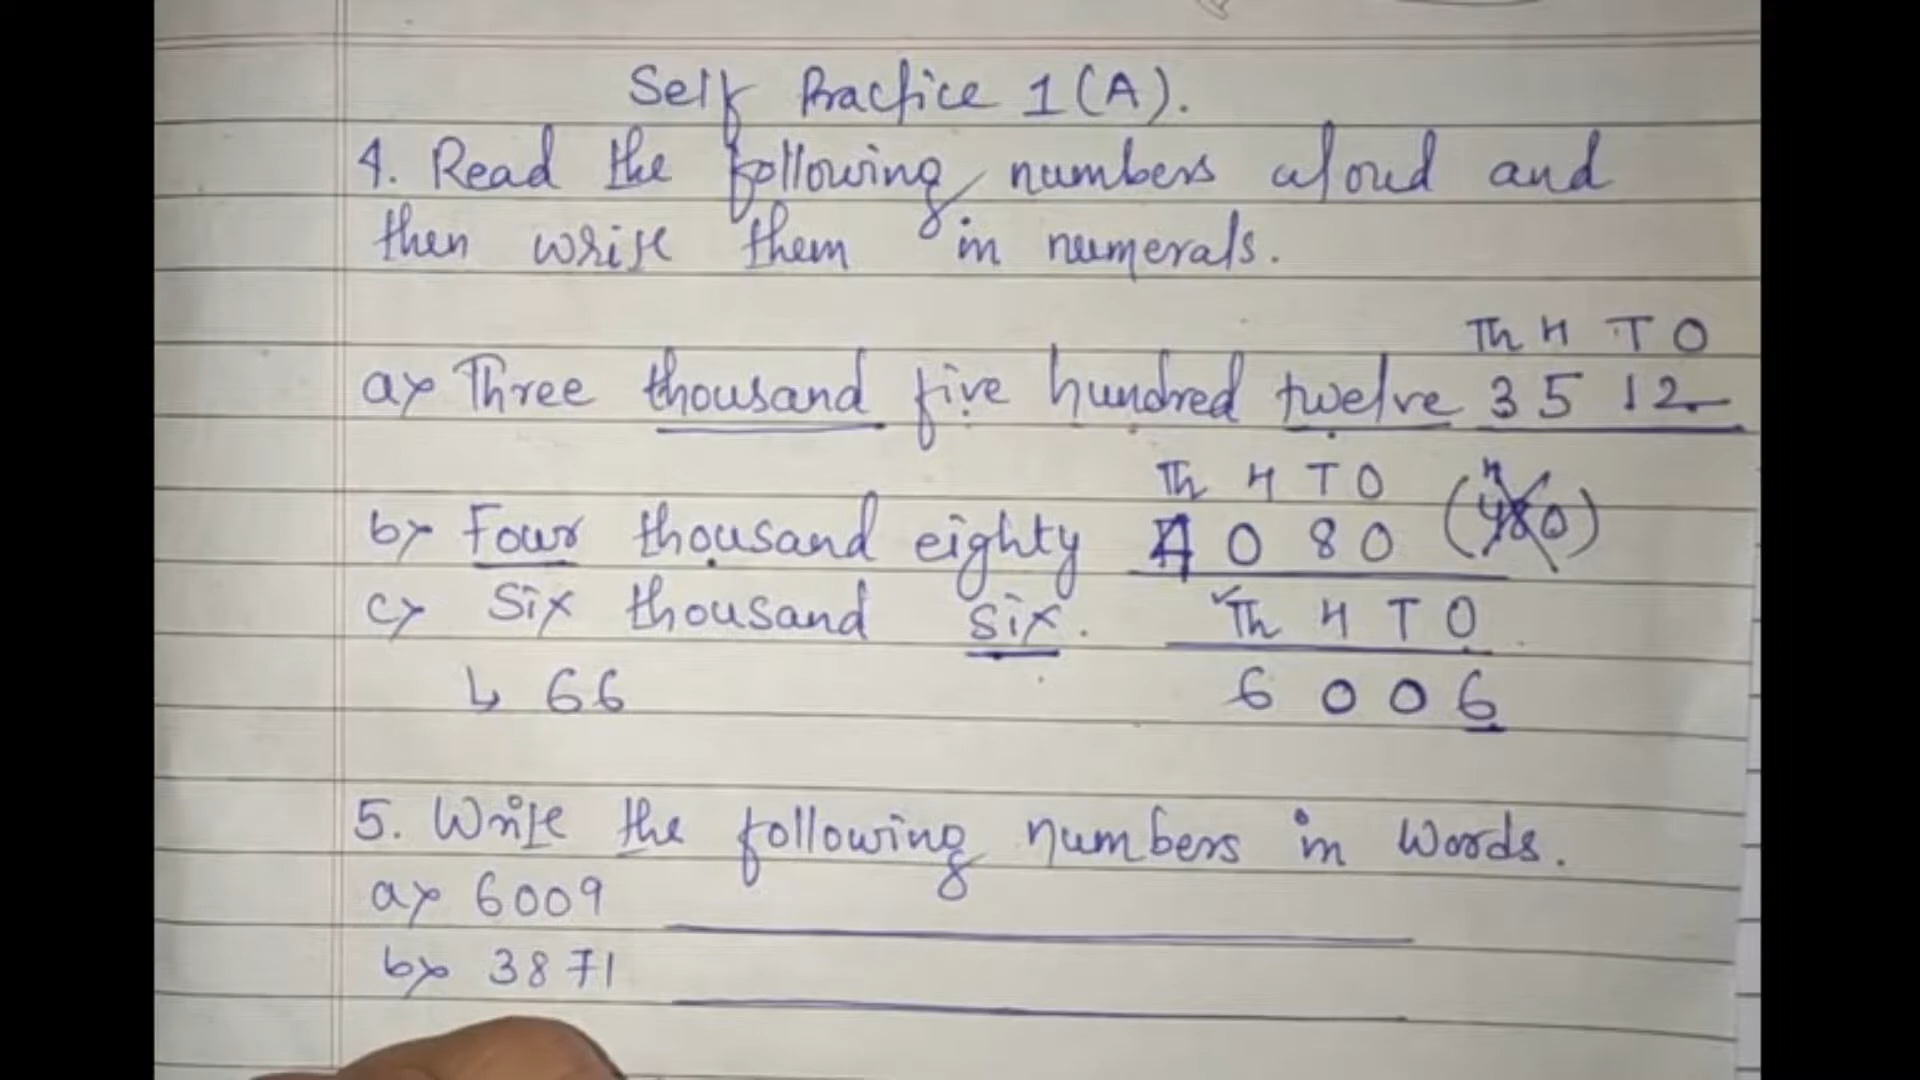 Self Practice 1(A).
4. Read the following numbers aloud and
then write them in numerals.
Th H T O
a) Three thousand five hundred twelve 3512
Th H T O
b) Four thousand eighty 4080 (480)
c) Six thousand six. Th H T O
↳ 66 6006
5. Write the following numbers in words.
a) 6009
b) 3871